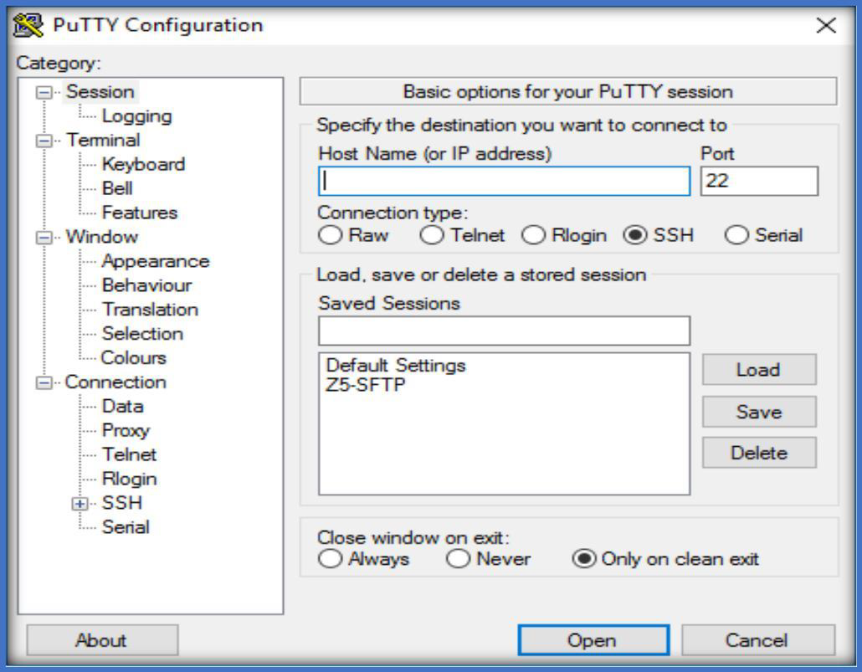 PuTTY Configuration
Category:
Session
Logging
Terminal
Keyboard
Bell
Features
Window
Appearance
Behaviour
Translation
Selection
Colours
Connection
Data
Proxy
Telnet
Rlogin
SSH
Serial
Basic options for your PuTTY session
Specify the destination you want to connect to
Host Name (or IP address) Port
22
Connection type:
Raw Telnet Rlogin SSH Serial
Load, save or delete a stored session
Saved Sessions
Default Settings
Z5-SFTP
Load
Save
Delete
Close window on exit:
Always Never Only on clean exit
About Open Cancel